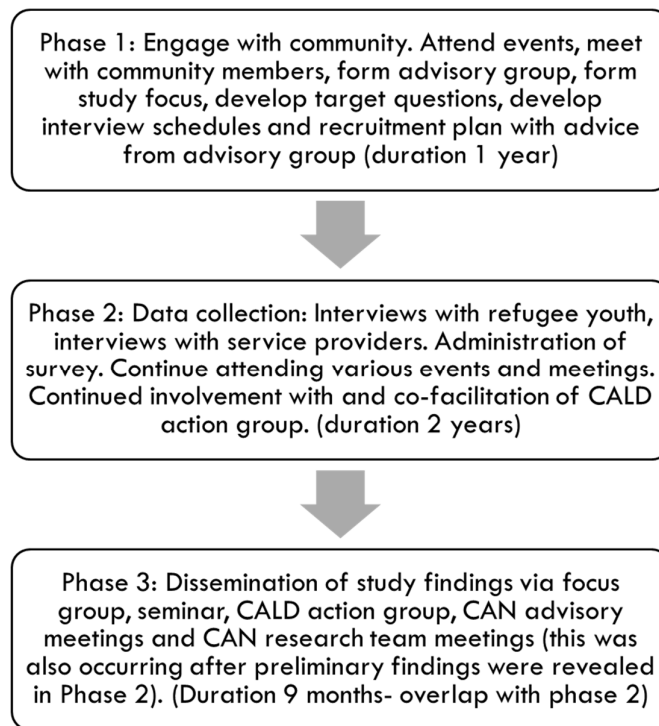 Phase 1: Engage with community. Attend events, meet
with community members, form advisory group, form
study focus, develop target questions, develop
interview schedules and recruitment plan with advice
from advisory group (duration 1 year)
Phase 2: Data collection: Interviews with refugee youth,
interviews with service providers. Administration of
survey. Continue attending various events and meetings.
Continued involvement with and co-facilitation of CALD
action group. (duration 2 years)
Phase 3: Dissemination of study findings via focus
group, seminar, CALD action group, CAN advisory
meetings and CAN research team meetings (this was
also occurring after preliminary findings were revealed
in Phase 2). (Duration 9 months- overlap with phase 2)